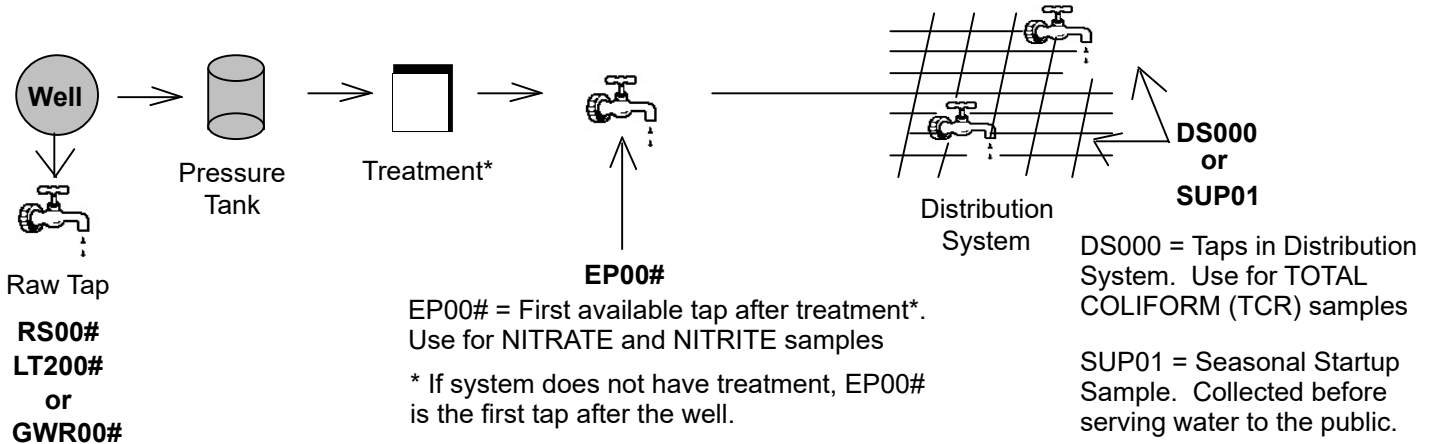 Well
Pressure
Tank
Treatment*
Raw Tap
RS00#
LT200#
or
GWR00#
EP00#
EP00# = First available tap after treatment*.
Use for NITRATE and NITRITE samples
* If system does not have treatment, EP00#
is the first tap after the well.
Distribution
System
DS000
or
SUP01
DS000 = Taps in Distribution
System. Use for TOTAL
COLIFORM (TCR) samples
SUP01 = Seasonal Startup
Sample. Collected before
serving water to the public.